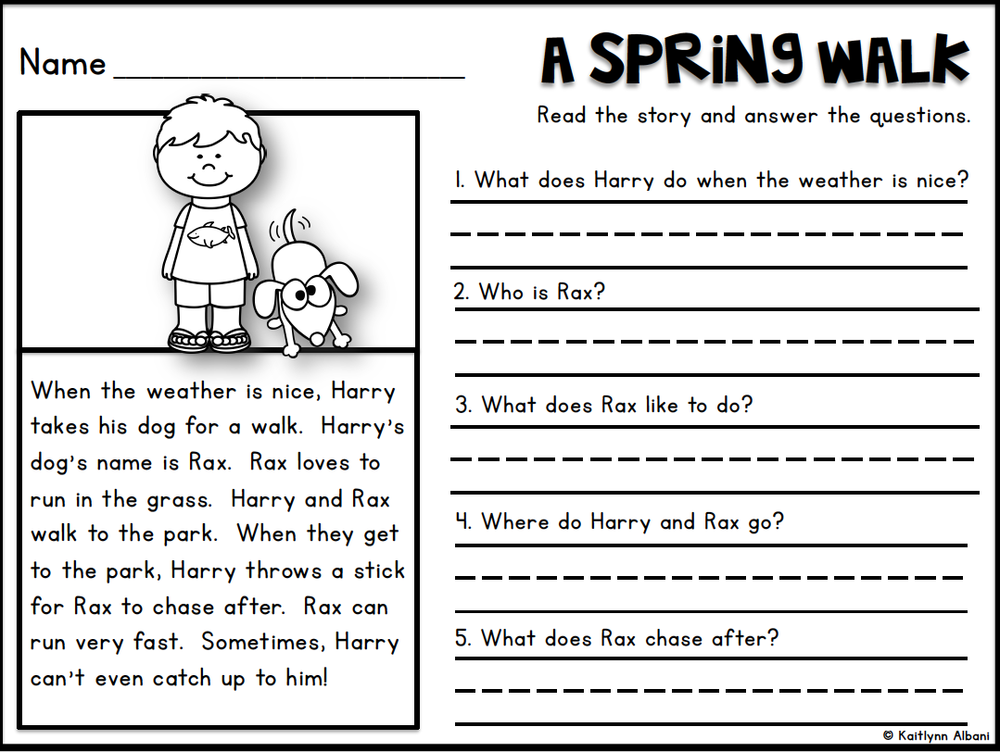 Name
A SPRING WALK
Read the story and answer the questions.
When the weather is nice, Harry
takes his dog for a walk. Harry's
dog's name is Rax. Rax loves to
run in the grass. Harry and Rax
walk to the park. When they get
to the park, Harry throws a stick
for Rax to chase after. Rax can
run very fast. Sometimes, Harry
can't even catch up to him!
1. What does Harry do when the weather is nice?
2. Who is Rax?
3. What does Rax like to do?
4. Where do Harry and Rax go?
5. What does Rax chase after?
© Kaitlynn Albani